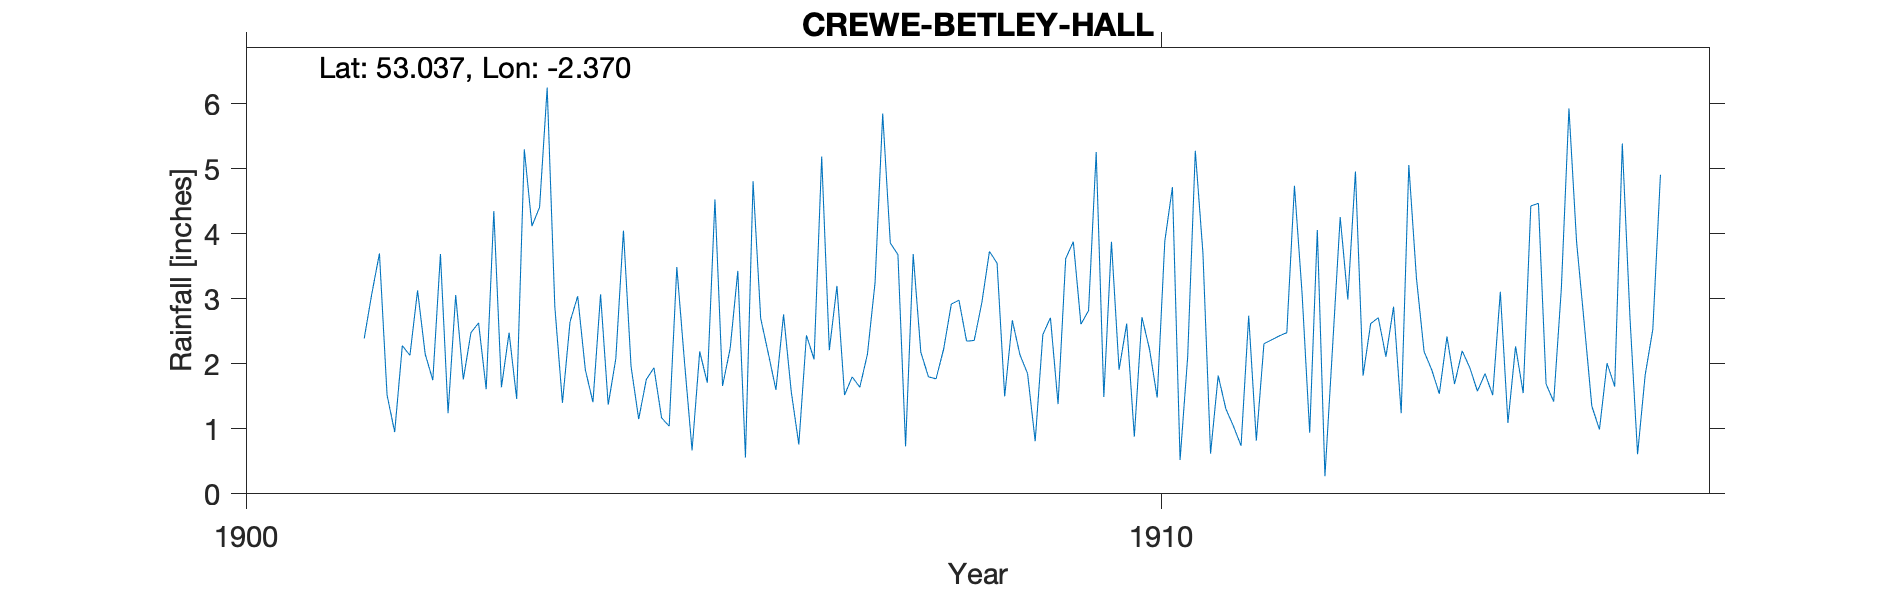 CREWE-BETLEY-HALL
Lat: 53.037, Lon: -2.370
6
5
4
3
2
1
0
Rainfall [inches]
1900 1910
Year